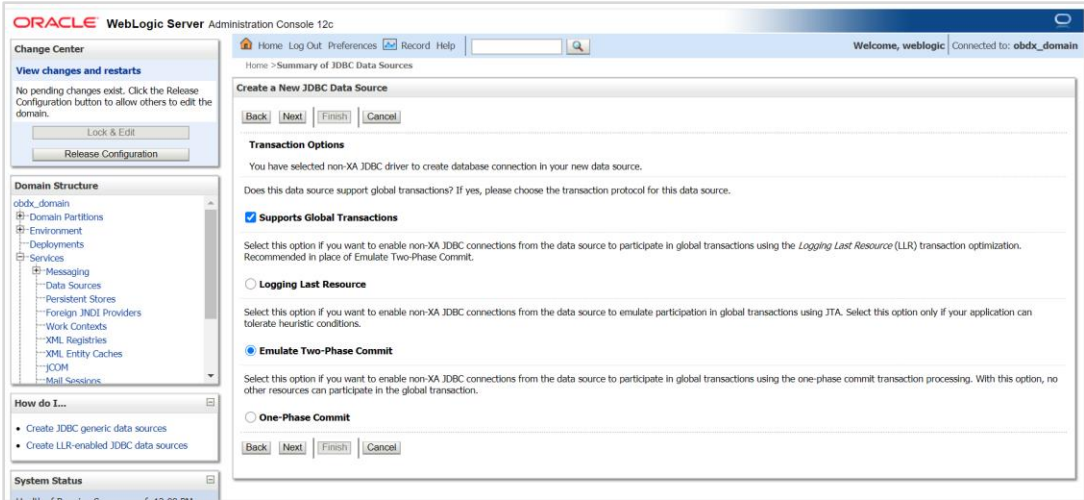 ORACLE WebLogic Server Administration Console 12c
Change Center
View changes and restarts
No pending changes exist. Click the Release
Configuration button to allow others to edit the
domain.
Lock & Edit
Release Configuration
Domain Structure
obdx_domain
Domain Partitions
Environment
Deployments
Services
Messaging
Data Sources
Persistent Stores
Foreign JNDI Providers
Work Contexts
XML Registries
XML Entity Caches
jCOM
Mail Sessions
How do I...
Create JDBC generic data sources
Create LLR-enabled JDBC data sources
System Status
Home Log Out Preferences Record Help
Welcome, weblogic Connected to: obdx_domain
Home >Summary of JDBC Data Sources
Create a New JDBC Data Source
Back Next Finish Cancel
Transaction Options
You have selected non-XA JDBC driver to create database connection in your new data source.
Does this data source support global transactions? If yes, please choose the transaction protocol for this data source.
Supports Global Transactions
Select this option if you want to enable non-XA JDBC connections from the data source to participate in global transactions using the Logging Last Resource (LLR) transaction optimization.
Recommended in place of Emulate Two-Phase Commit.
Logging Last Resource
Select this option if you want to enable non-XA JDBC connections from the data source to emulate participation in global transactions using JTA. Select this option only if your application can
tolerate heuristic conditions.
Emulate Two-Phase Commit
Select this option if you want to enable non-XA JDBC connections from the data source to participate in global transactions using the one-phase commit transaction processing. With this option, no
other resources can participate in the global transaction.
One-Phase Commit
Back Next Finish Cancel